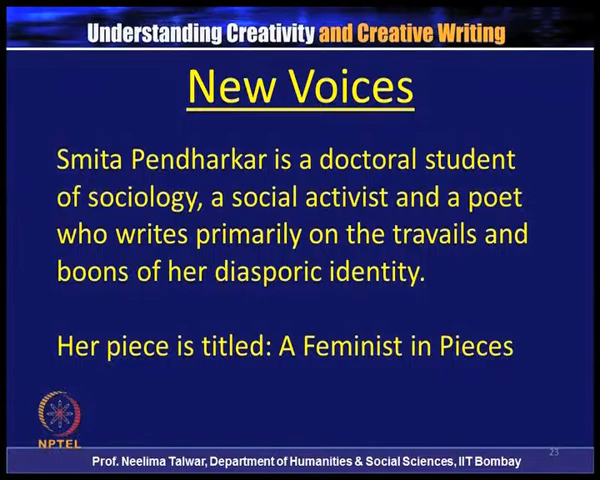 Understanding Creativity and Creative Writing
New Voices
Smita Pendharkar is a doctoral student
of sociology, a social activist and a poet
who writes primarily on the travails and
boons of her diasporic identity.
Her piece is titled: A Feminist in Pieces
NPTEL
23
Prof. Neelima Talwar, Department of Humanities & Social Sciences, IIT Bombay